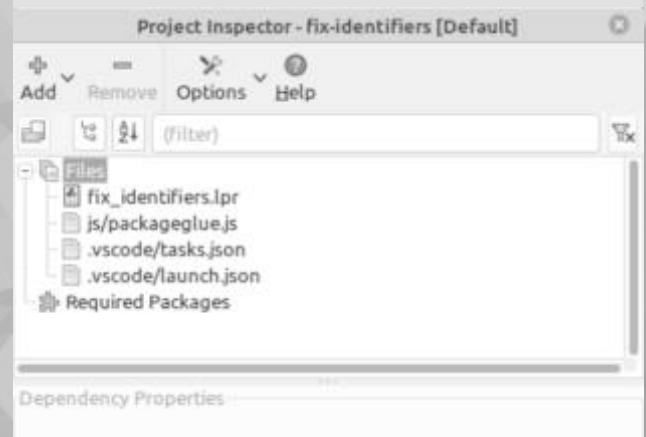 Project Inspector - fix-identifiers [Default]
Add Remove Options Help
(filter)
Files
fix_identifiers.lpr
js/packageglue.js
.vscode/tasks.json
.vscode/launch.json
Required Packages
Dependency Properties